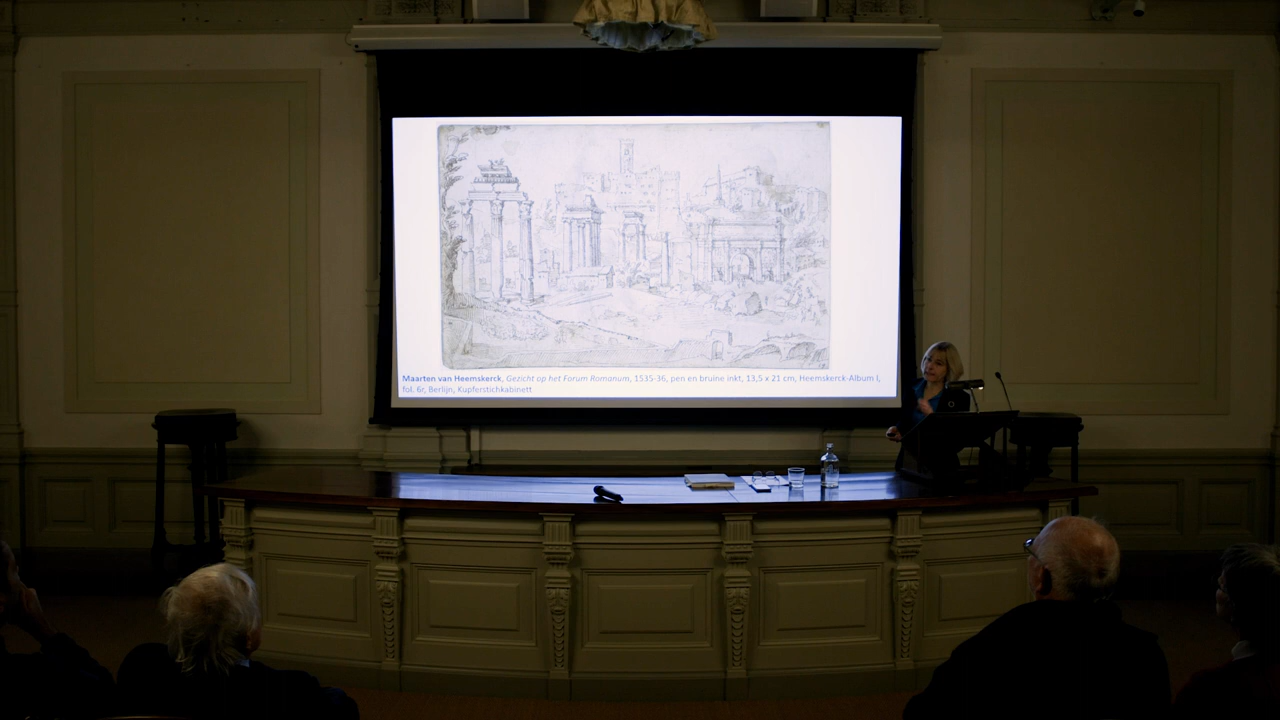 Maarten van Heemskerck, Gezicht op het Forum Romanum, 1535-36, pen en bruine inkt, 13,5 x 21 cm, Heemskerck-Album I,
fol. 6r, Berlijn, Kupferstichkabinett